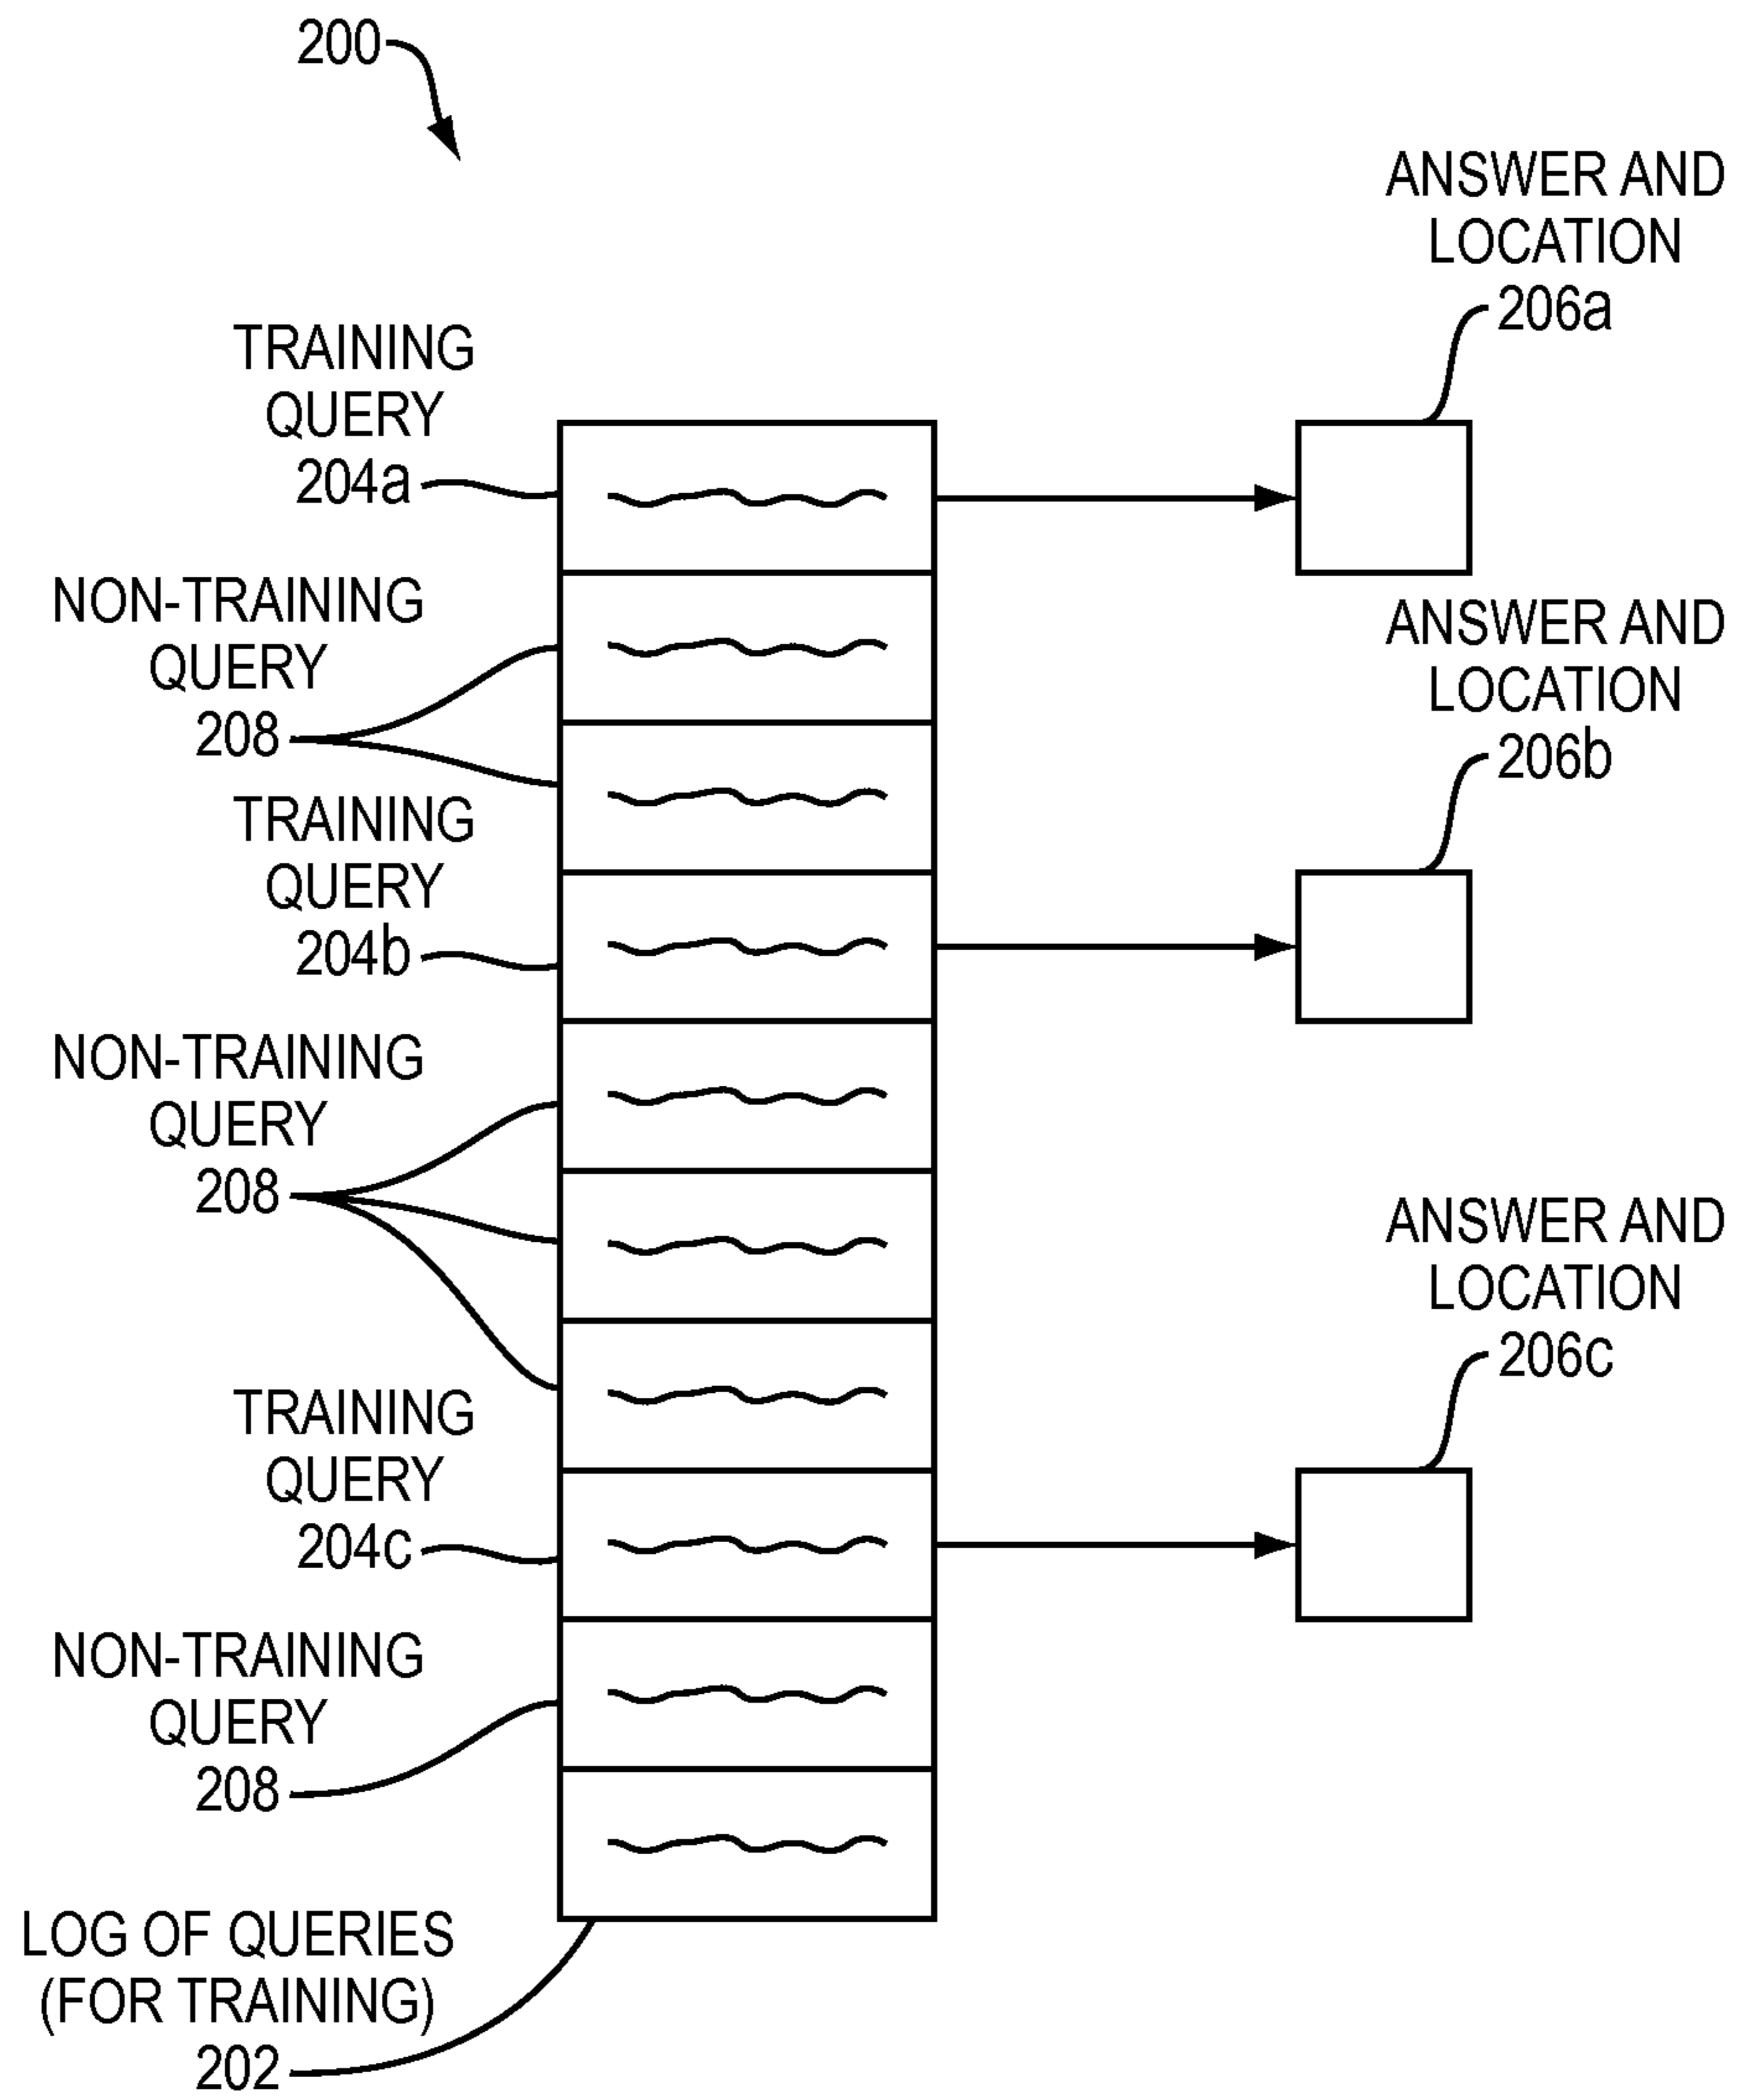 200
ANSWER AND
LOCATION
206a
TRAINING
QUERY
204a
NON-TRAINING
QUERY
208
ANSWER AND
LOCATION
206b
TRAINING
QUERY
204b
NON-TRAINING
QUERY
208
ANSWER AND
LOCATION
206c
TRAINING
QUERY
204c
NON-TRAINING
QUERY
208
LOG OF QUERIES
(FOR TRAINING)
202